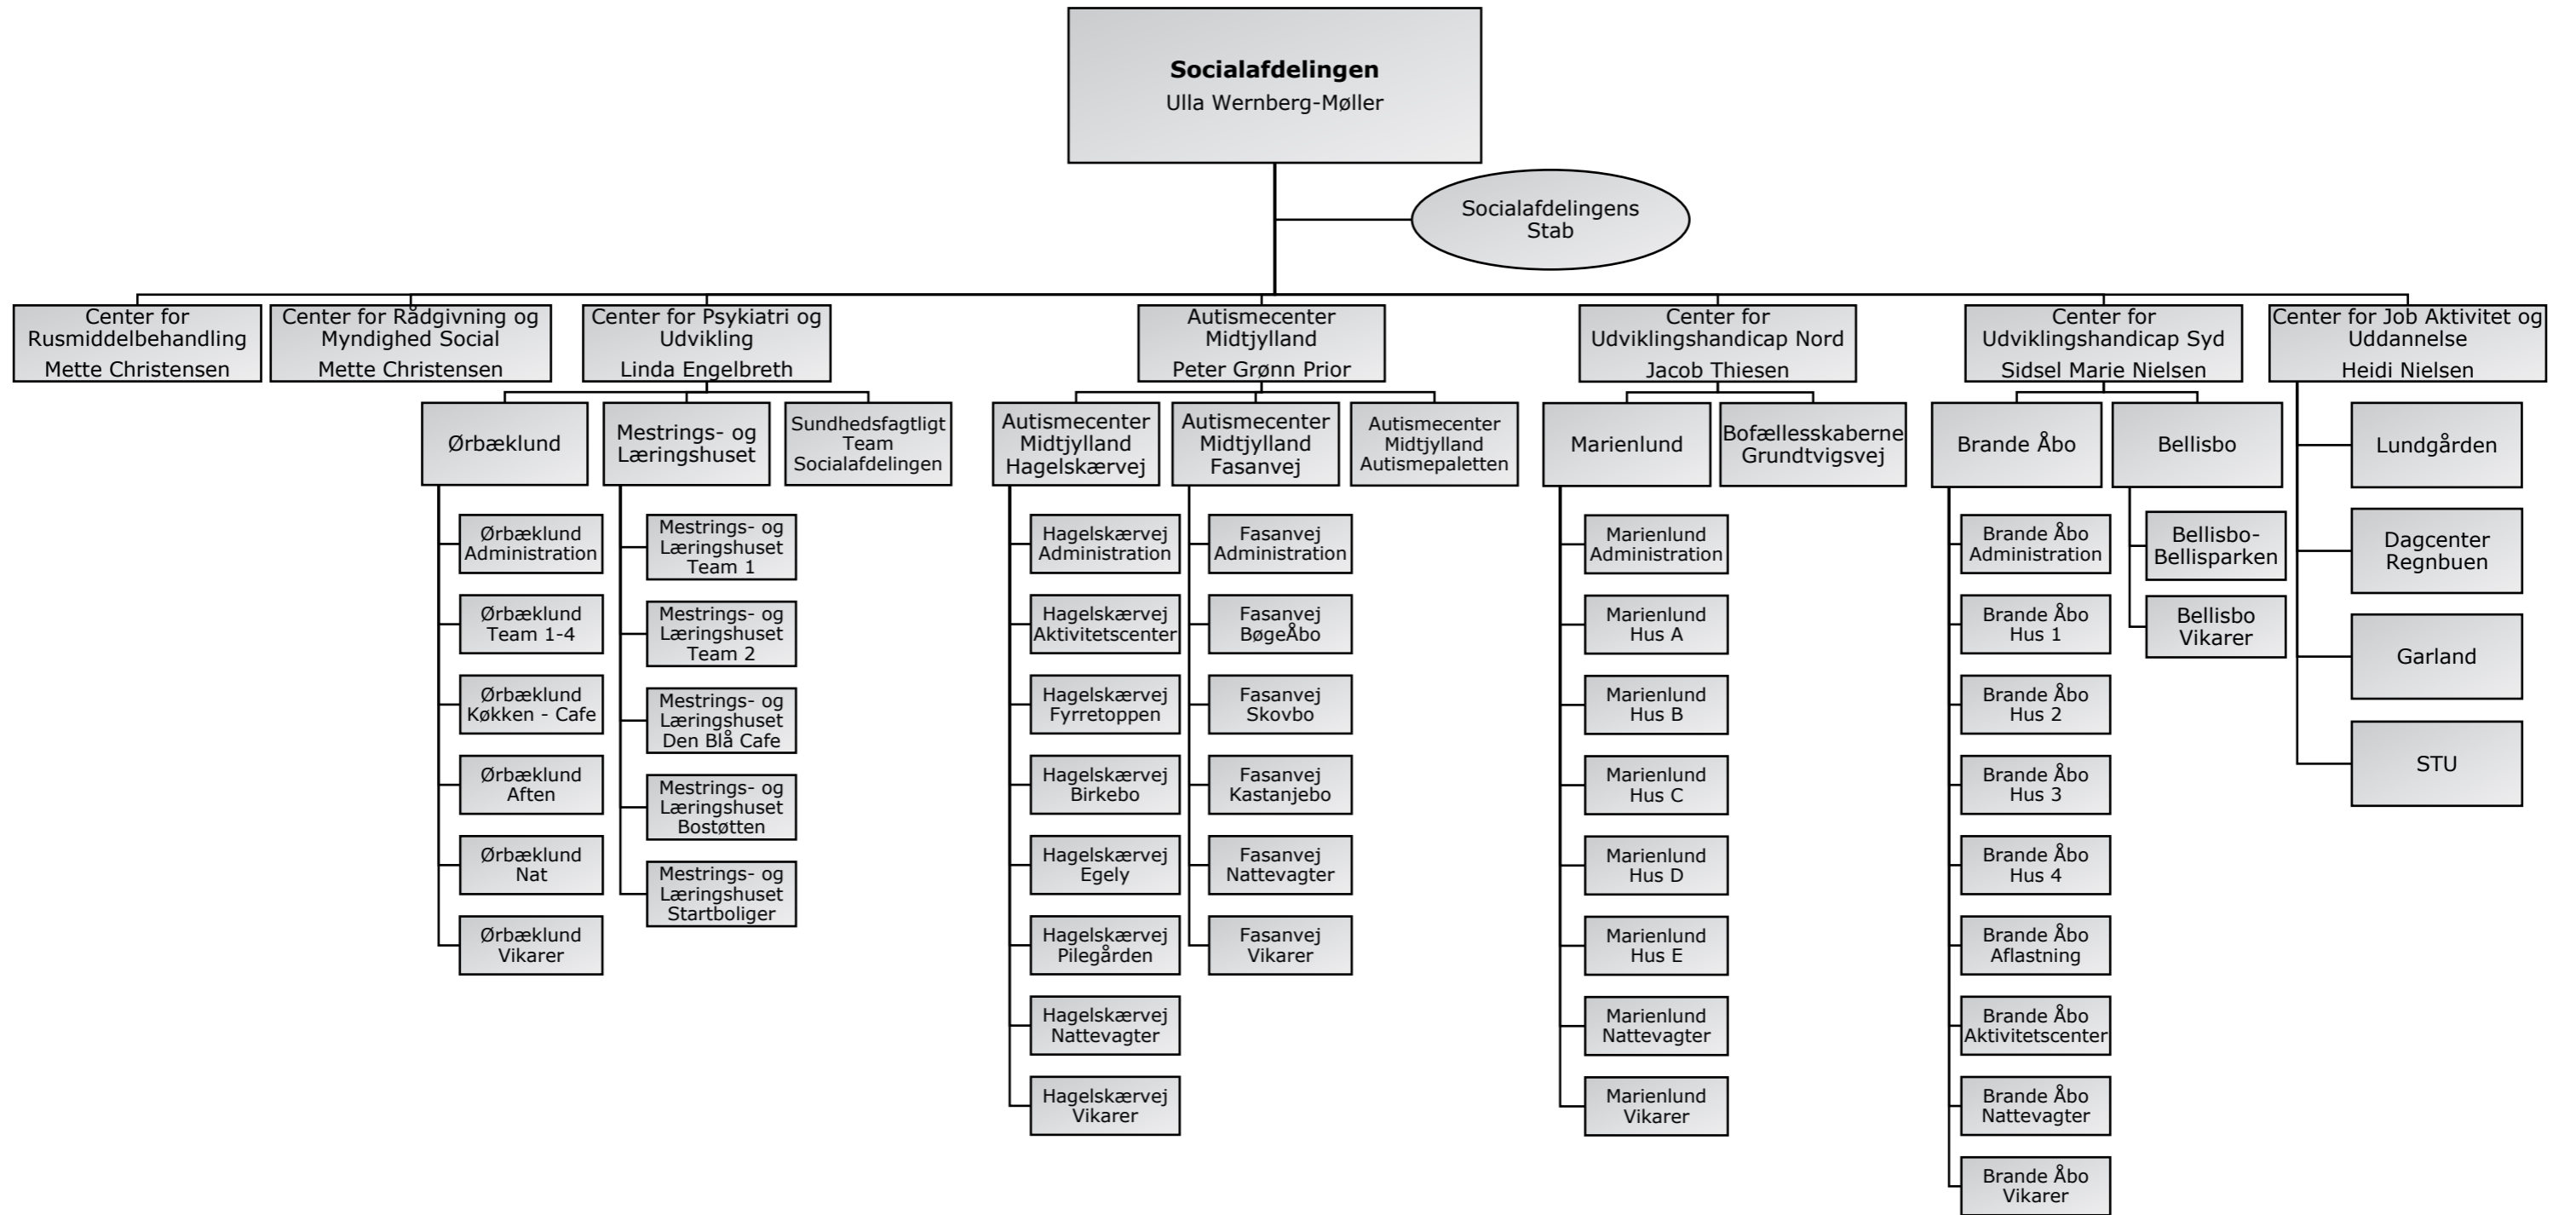 Socialafdelingen
Ulla Wernberg-Møller
Socialafdelingens
Stab
Center for
Rusmiddelbehandling
Mette Christensen
Center for Rådgivning og
Myndighed Social
Mette Christensen
Center for Psykiatri og
Udvikling
Linda Engelbreth
Autismecenter
Midtjylland
Peter Grønn Prior
Center for
Udviklingshandicap Nord
Jacob Thiesen
Center for
Udviklingshandicap Syd
Sidsel Marie Nielsen
Center for Job Aktivitet og
Uddannelse
Heidi Nielsen
Ørbæklund
Mestrings- og
Læringshuset
Sundhedsfagtligt
Team
Socialafdelingen
Autismecenter
Midtjylland
Hagelskærvej
Autismecenter
Midtjylland
Fasanvej
Autismecenter
Midtjylland
Autismepaletten
Marienlund
Bofællesskaberne
Grundtvigsvej
Brande Åbo
Bellisbo
Lundgården
Dagcenter
Regnbuen
Garland
STU
Ørbæklund
Administration
Ørbæklund
Team 1-4
Ørbæklund
Køkken - Cafe
Ørbæklund
Aften
Ørbæklund
Nat
Ørbæklund
Vikarer
Mestrings- og
Læringshuset
Team 1
Mestrings- og
Læringshuset
Team 2
Mestrings- og
Læringshuset
Den Blå Cafe
Mestrings- og
Læringshuset
Bostøtten
Mestrings- og
Læringshuset
Startboliger
Hagelskærvej
Administration
Hagelskærvej
Aktivitetscenter
Hagelskærvej
Fyrretoppen
Hagelskærvej
Birkebo
Hagelskærvej
Egely
Hagelskærvej
Pilegården
Hagelskærvej
Nattevagter
Hagelskærvej
Vikarer
Fasanvej
Administration
Fasanvej
BøgeÅbo
Fasanvej
Skovbo
Fasanvej
Kastanjebo
Fasanvej
Nattevagter
Fasanvej
Vikarer
Marienlund
Administration
Marienlund
Hus A
Marienlund
Hus B
Marienlund
Hus C
Marienlund
Hus D
Marienlund
Hus E
Marienlund
Nattevagter
Marienlund
Vikarer
Brande Åbo
Administration
Brande Åbo
Hus 1
Brande Åbo
Hus 2
Brande Åbo
Hus 3
Brande Åbo
Hus 4
Brande Åbo
Aflastning
Brande Åbo
Aktivitetscenter
Brande Åbo
Nattevagter
Brande Åbo
Vikarer
Bellisbo-
Bellisparken
Bellisbo
Vikarer